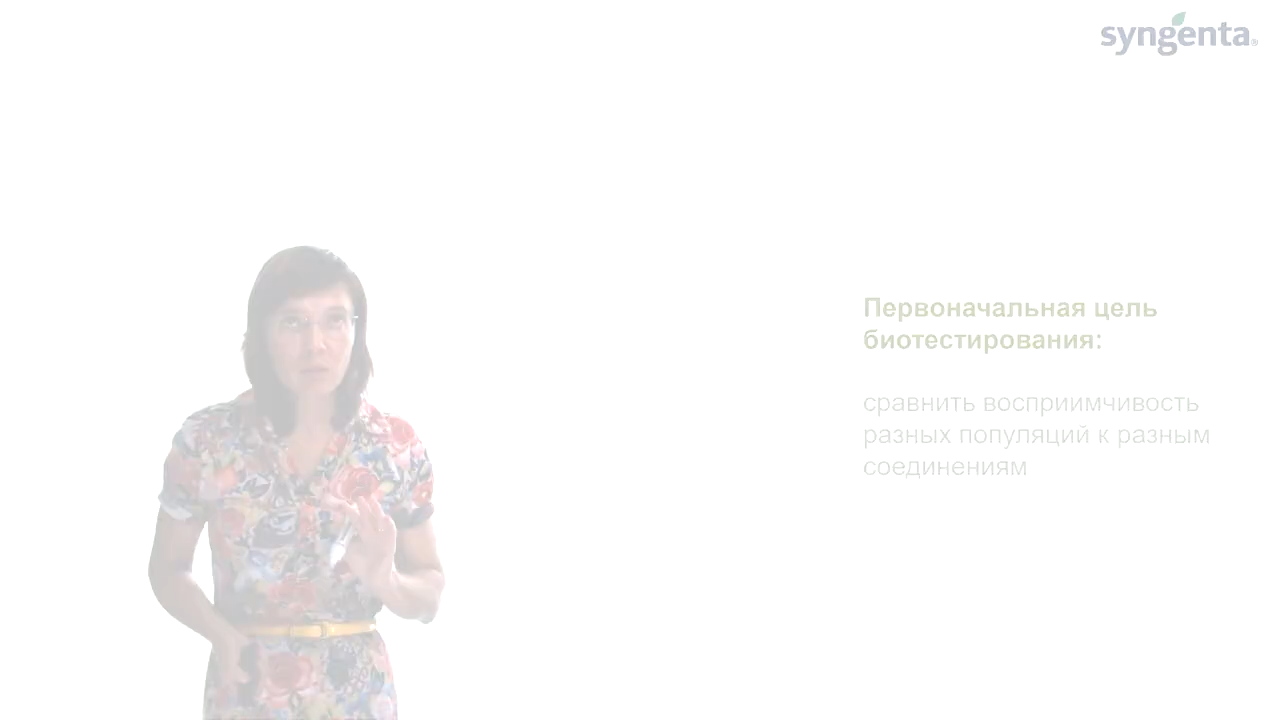 syngenta®
Первоначальная цель
биотестирования:
сравнить восприимчивость
разных популяций к разным
соединениям